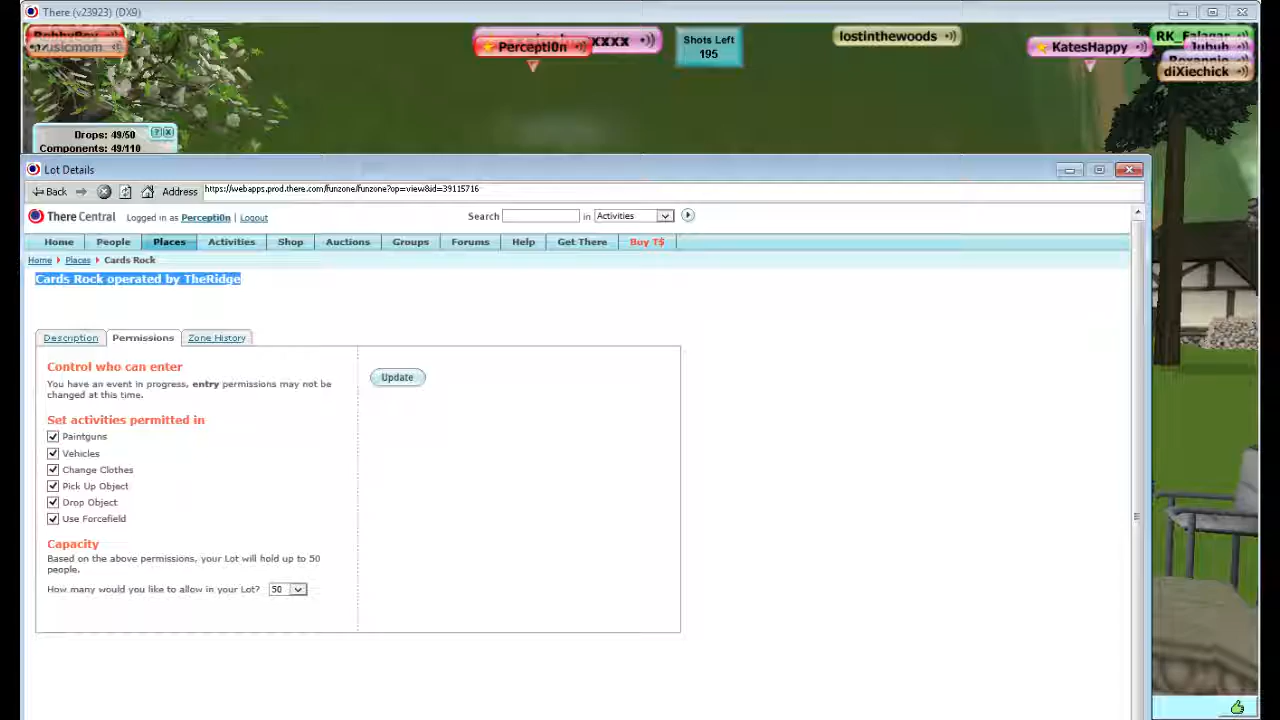 There (v23923) (DX9)
musicmom
xxxx
Percepti0n
Shots Left
195
lostinthewoods
KatesHappy
RK_Falagar
Jubuh
Roxannie
diXiechick
Drops: 49/50
Components: 49/110
Lot Details
Back
Address
https://webapps.prod.there.com/funzone/funzone?op=view&id=39115716
There Central
Logged in as Percepti0n | Logout
Search
in
Activities
Home
People
Places
Activities
Shop
Auctions
Groups
Forums
Help
Get There
Buy T$
Home
Places
Cards Rock
Cards Rock operated by TheRidge
Description
Permissions
Zone History
Control who can enter
You have an event in progress, entry permissions may not be
changed at this time.
Update
Set activities permitted in
Paintguns
Vehicles
Change Clothes
Pick Up Object
Drop Object
Use Forcefield
Capacity
Based on the above permissions, your Lot will hold up to 50
people.
How many would you like to allow in your Lot? 50